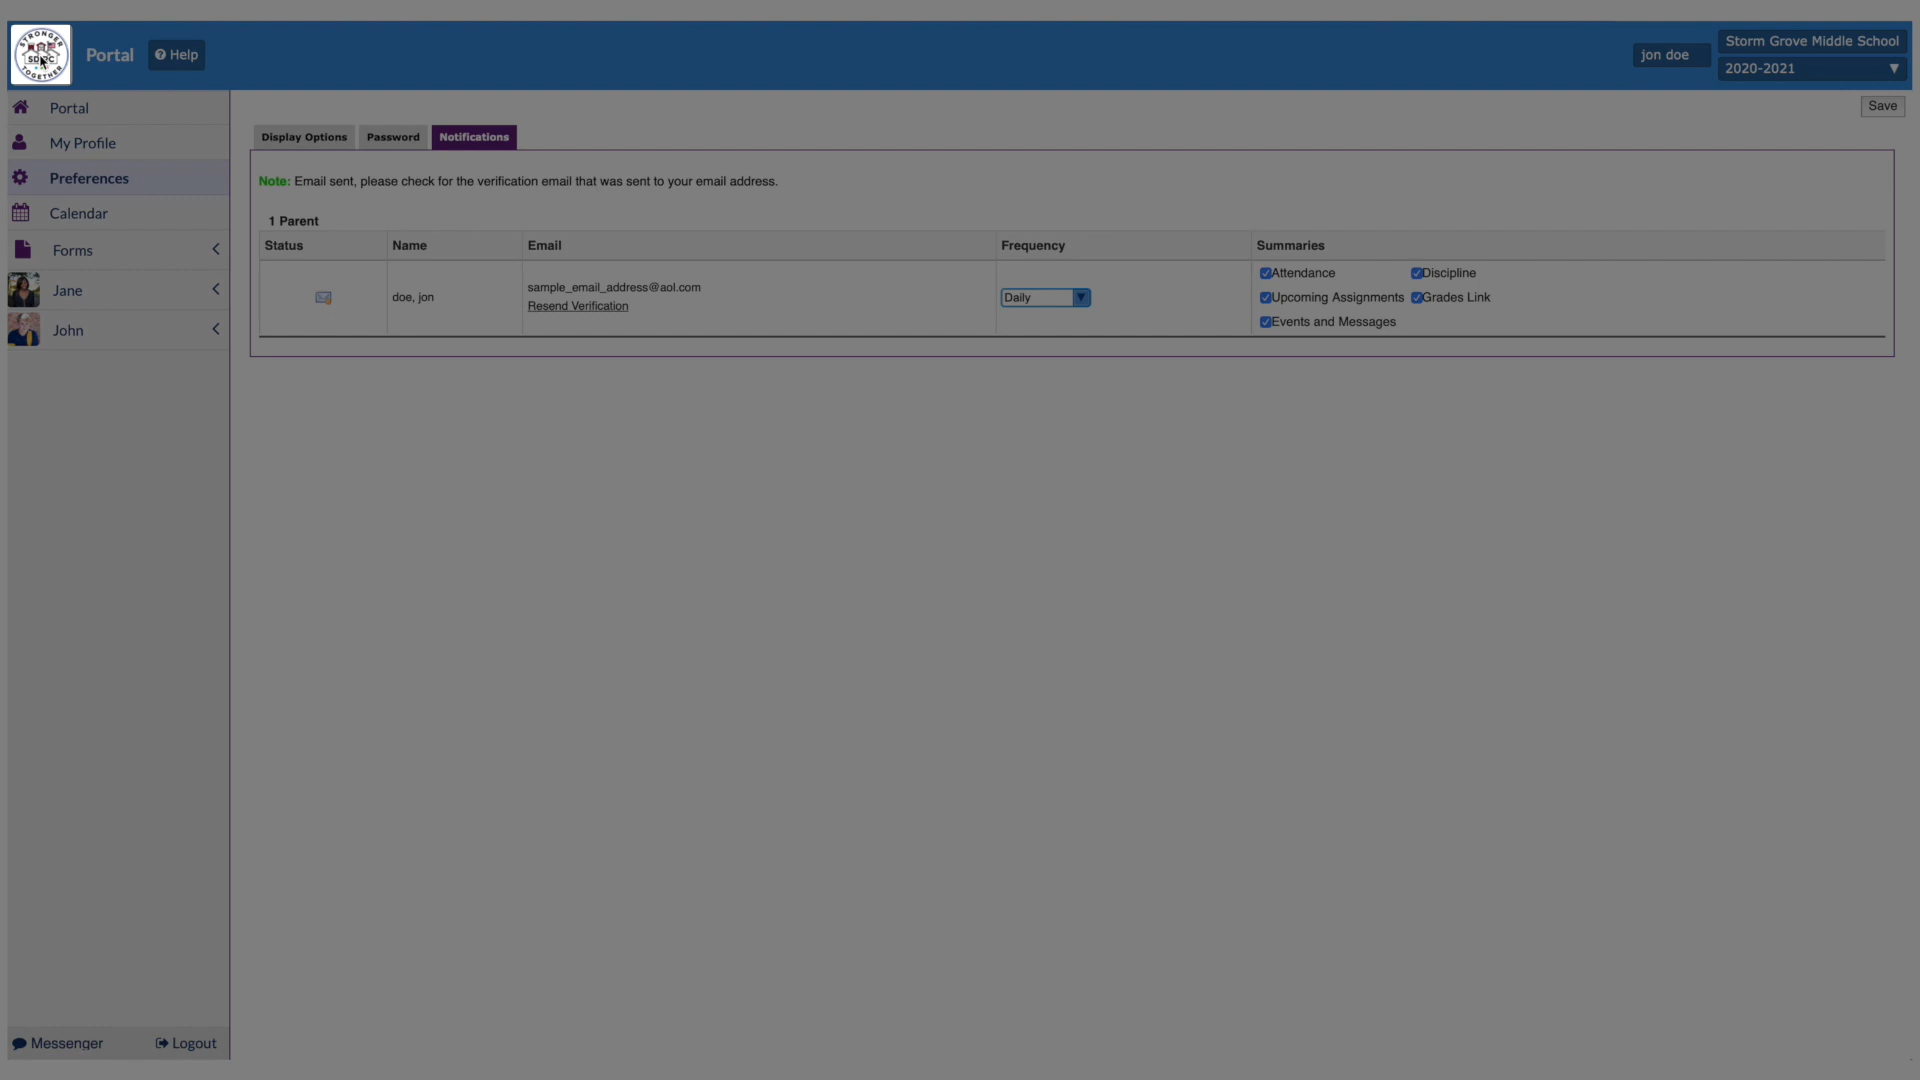 STRONGER
SDIRC
TOGETHER
Portal
Help
jon doe
Storm Grove Middle School
2020-2021
Portal
My Profile
Preferences
Calendar
Forms
Jane
John
Save
Display Options Password Notifications
Note: Email sent, please check for the verification email that was sent to your email address.
1 Parent
Status Name Email Frequency Summaries
doe, jon
sample_email_address@aol.com
Resend Verification
Daily
Attendance Discipline
Upcoming Assignments Grades Link
Events and Messages
Messenger Logout